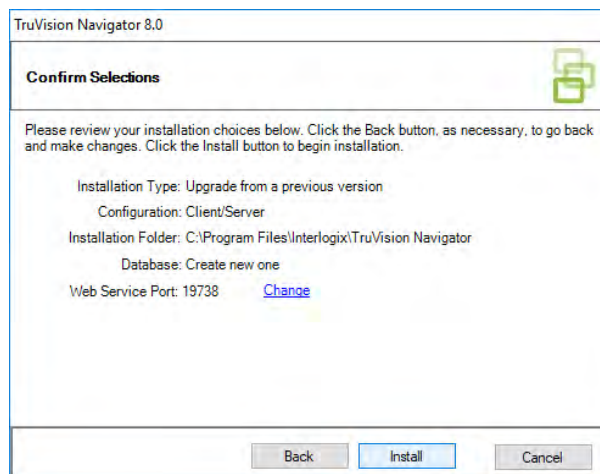 TruVision Navigator 8.0
Confirm Selections
Please review your installation choices below. Click the Back button, as necessary, to go back
and make changes. Click the Install button to begin installation.
Installation Type: Upgrade from a previous version
Configuration: Client/Server
Installation Folder: C:\Program Files\Interlogix\TruVision Navigator
Database: Create new one
Web Service Port: 19738 Change
Back Install Cancel